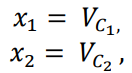 x₁ = V_{C₁,}
x₂ = V_{C₂} ,